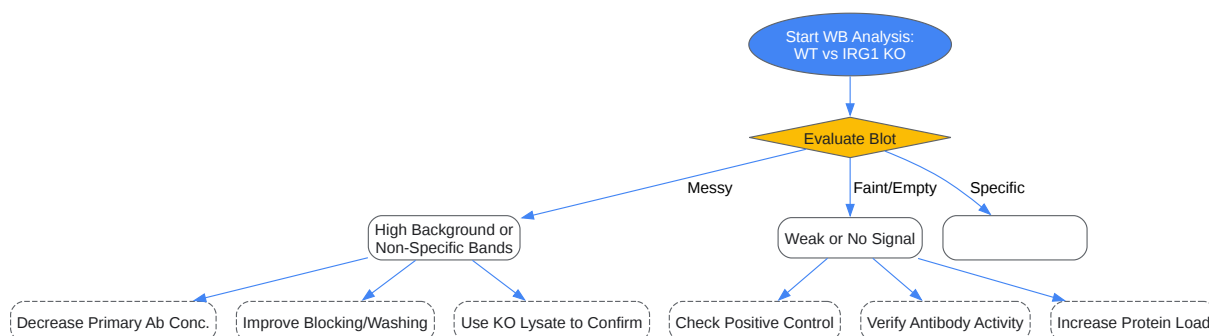 Start WB Analysis:
WT vs IRG1 KO
Evaluate Blot
Messy
Faint/Empty
Specific
High Background or
Non-Specific Bands
Weak or No Signal
Decrease Primary Ab Conc.
Improve Blocking/Washing
Use KO Lysate to Confirm
Check Positive Control
Verify Antibody Activity
Increase Protein Load